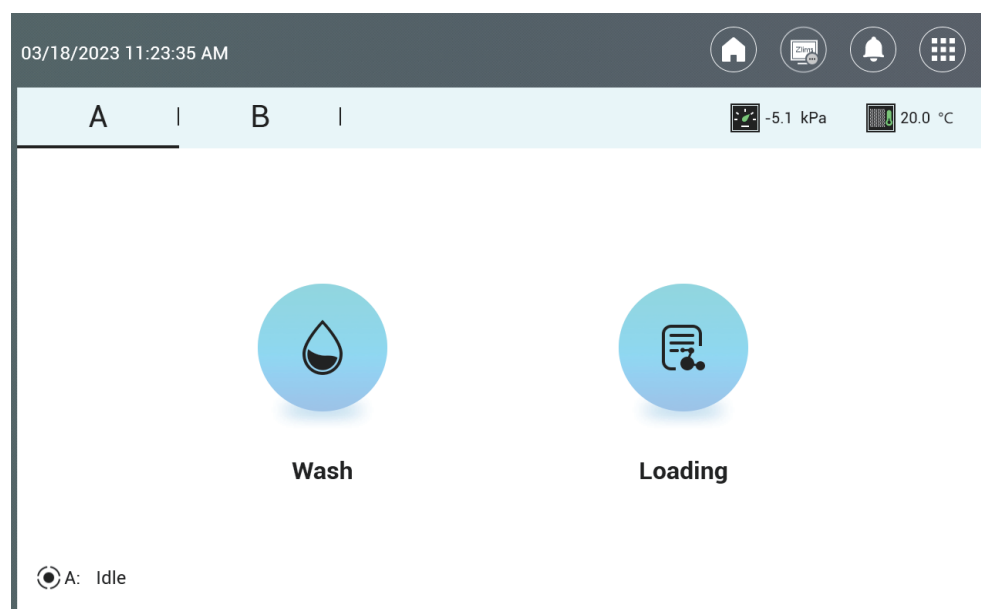 03/18/2023 11:23:35 AM
A | B |
-5.1 kPa 20.0 °C
Wash
Loading
A: Idle